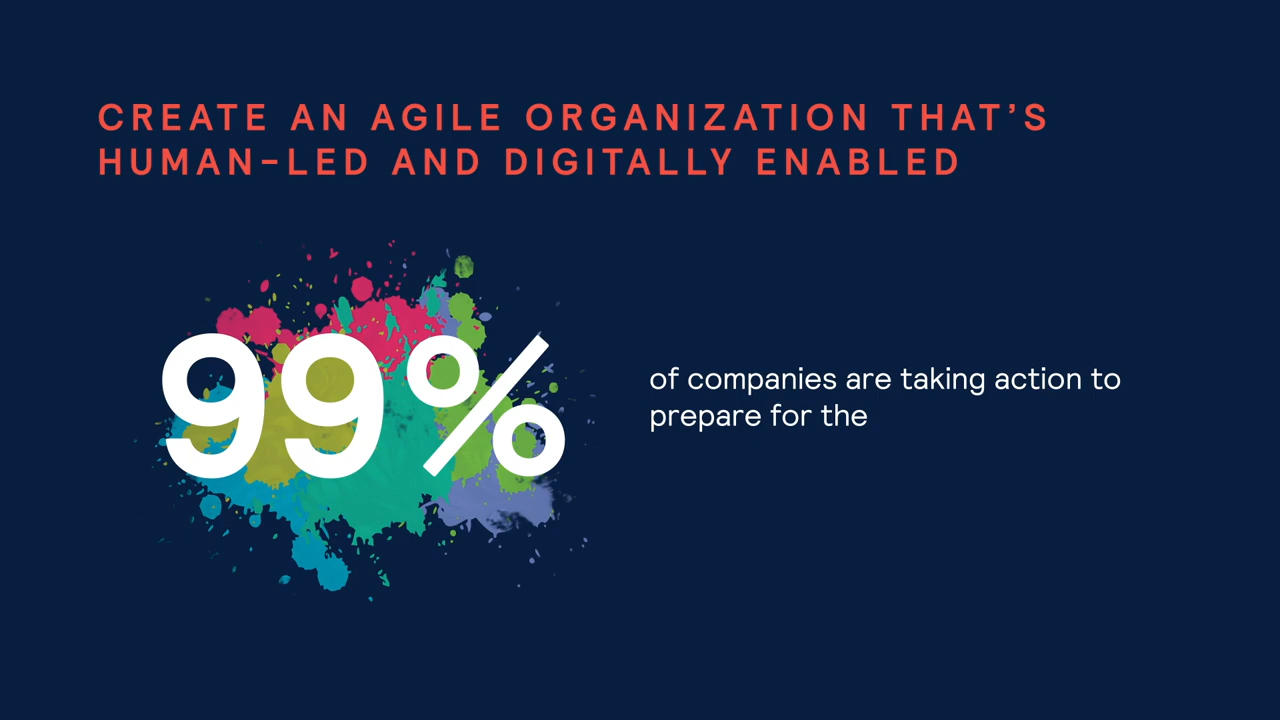 CREATE AN AGILE ORGANIZATION THAT’S
HUMAN-LED AND DIGITALLY ENABLED
99%
of companies are taking action to
prepare for the